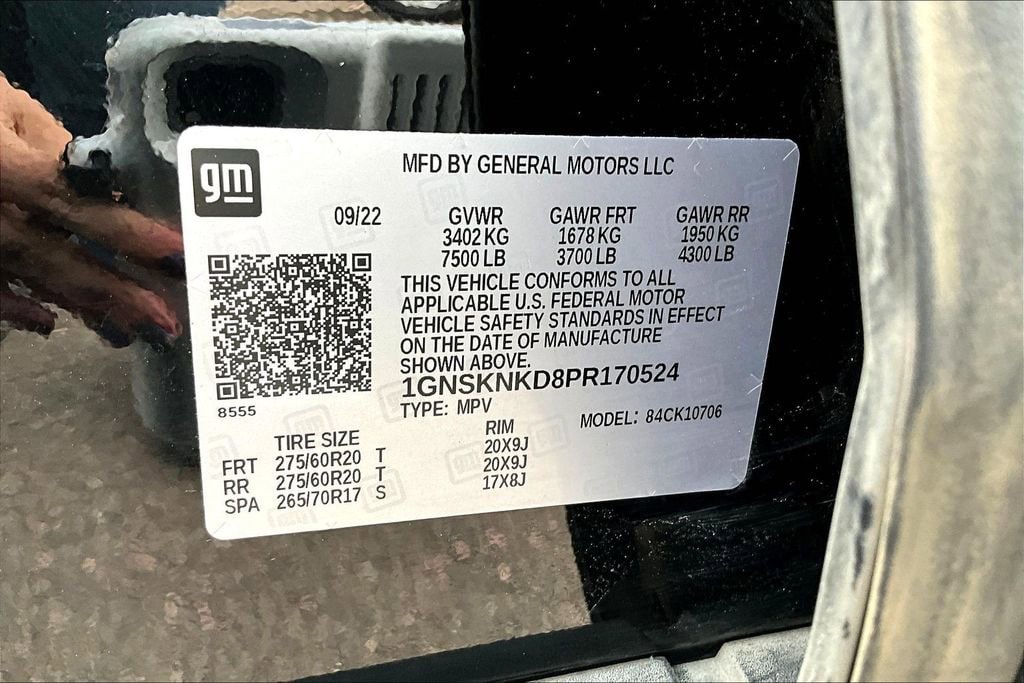 gm
MFD BY GENERAL MOTORS LLC
09/22 GVWR GAWR FRT GAWR RR
3402 KG 1678 KG 1950 KG
7500 LB 3700 LB 4300 LB
THIS VEHICLE CONFORMS TO ALL
APPLICABLE U.S. FEDERAL MOTOR
VEHICLE SAFETY STANDARDS IN EFFECT
ON THE DATE OF MANUFACTURE
SHOWN ABOVE.
1GNSKNKD8PR170524
8555
TYPE: MPV MODEL: 84CK10706
TIRE SIZE RIM
FRT 275/60R20 T 20X9J
RR 275/60R20 T 20X9J
SPA 265/70R17 S 17X8J